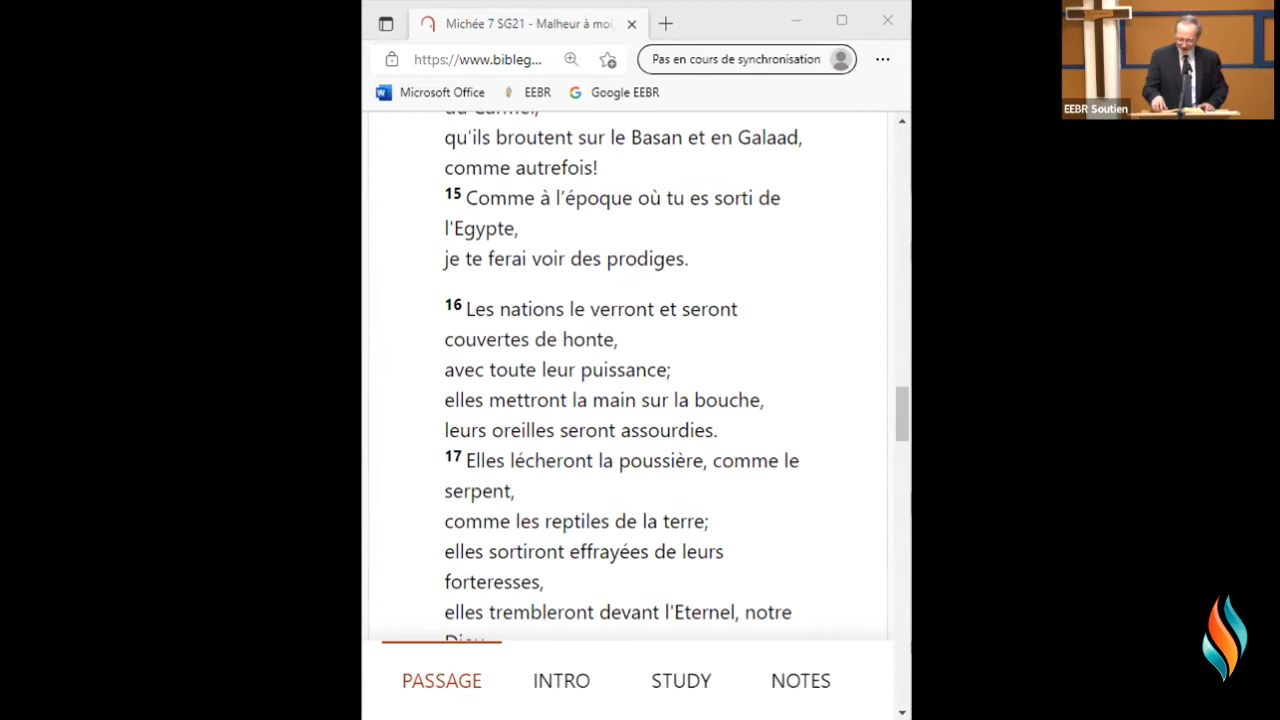 Michée 7 SG21 - Malheur à moi,
https://www.bibleg...
Pas en cours de synchronisation
Microsoft Office
EEBR
Google EEBR
EEBR Soutien
du Carmel,
qu'ils broutent sur le Basan et en Galaad,
comme autrefois!
15 Comme à l'époque où tu es sorti de
l'Egypte,
je te ferai voir des prodiges.
16 Les nations le verront et seront
couvertes de honte,
avec toute leur puissance;
elles mettront la main sur la bouche,
leurs oreilles seront assourdies.
17 Elles lécheront la poussière, comme le
serpent,
comme les reptiles de la terre;
elles sortiront effrayées de leurs
forteresses,
elles trembleront devant l'Eternel, notre
Dieu
PASSAGE
INTRO
STUDY
NOTES